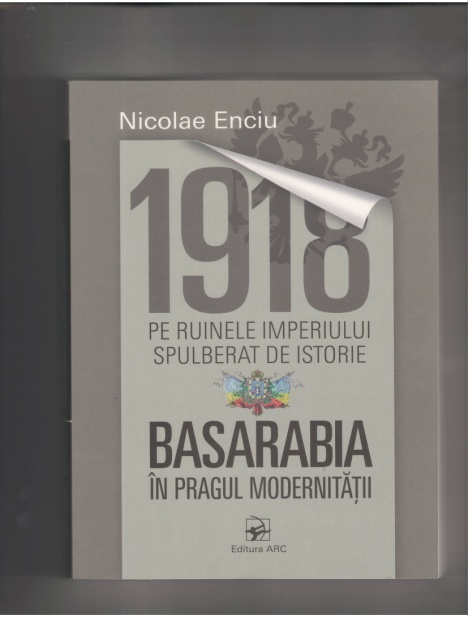 Nicolae Enciu
1918
PE RUINELE IMPERIULUI
SPULBERAT DE ISTORIE
BASARABIA
ÎN PRAGUL MODERNITĂȚII
Editura ARC